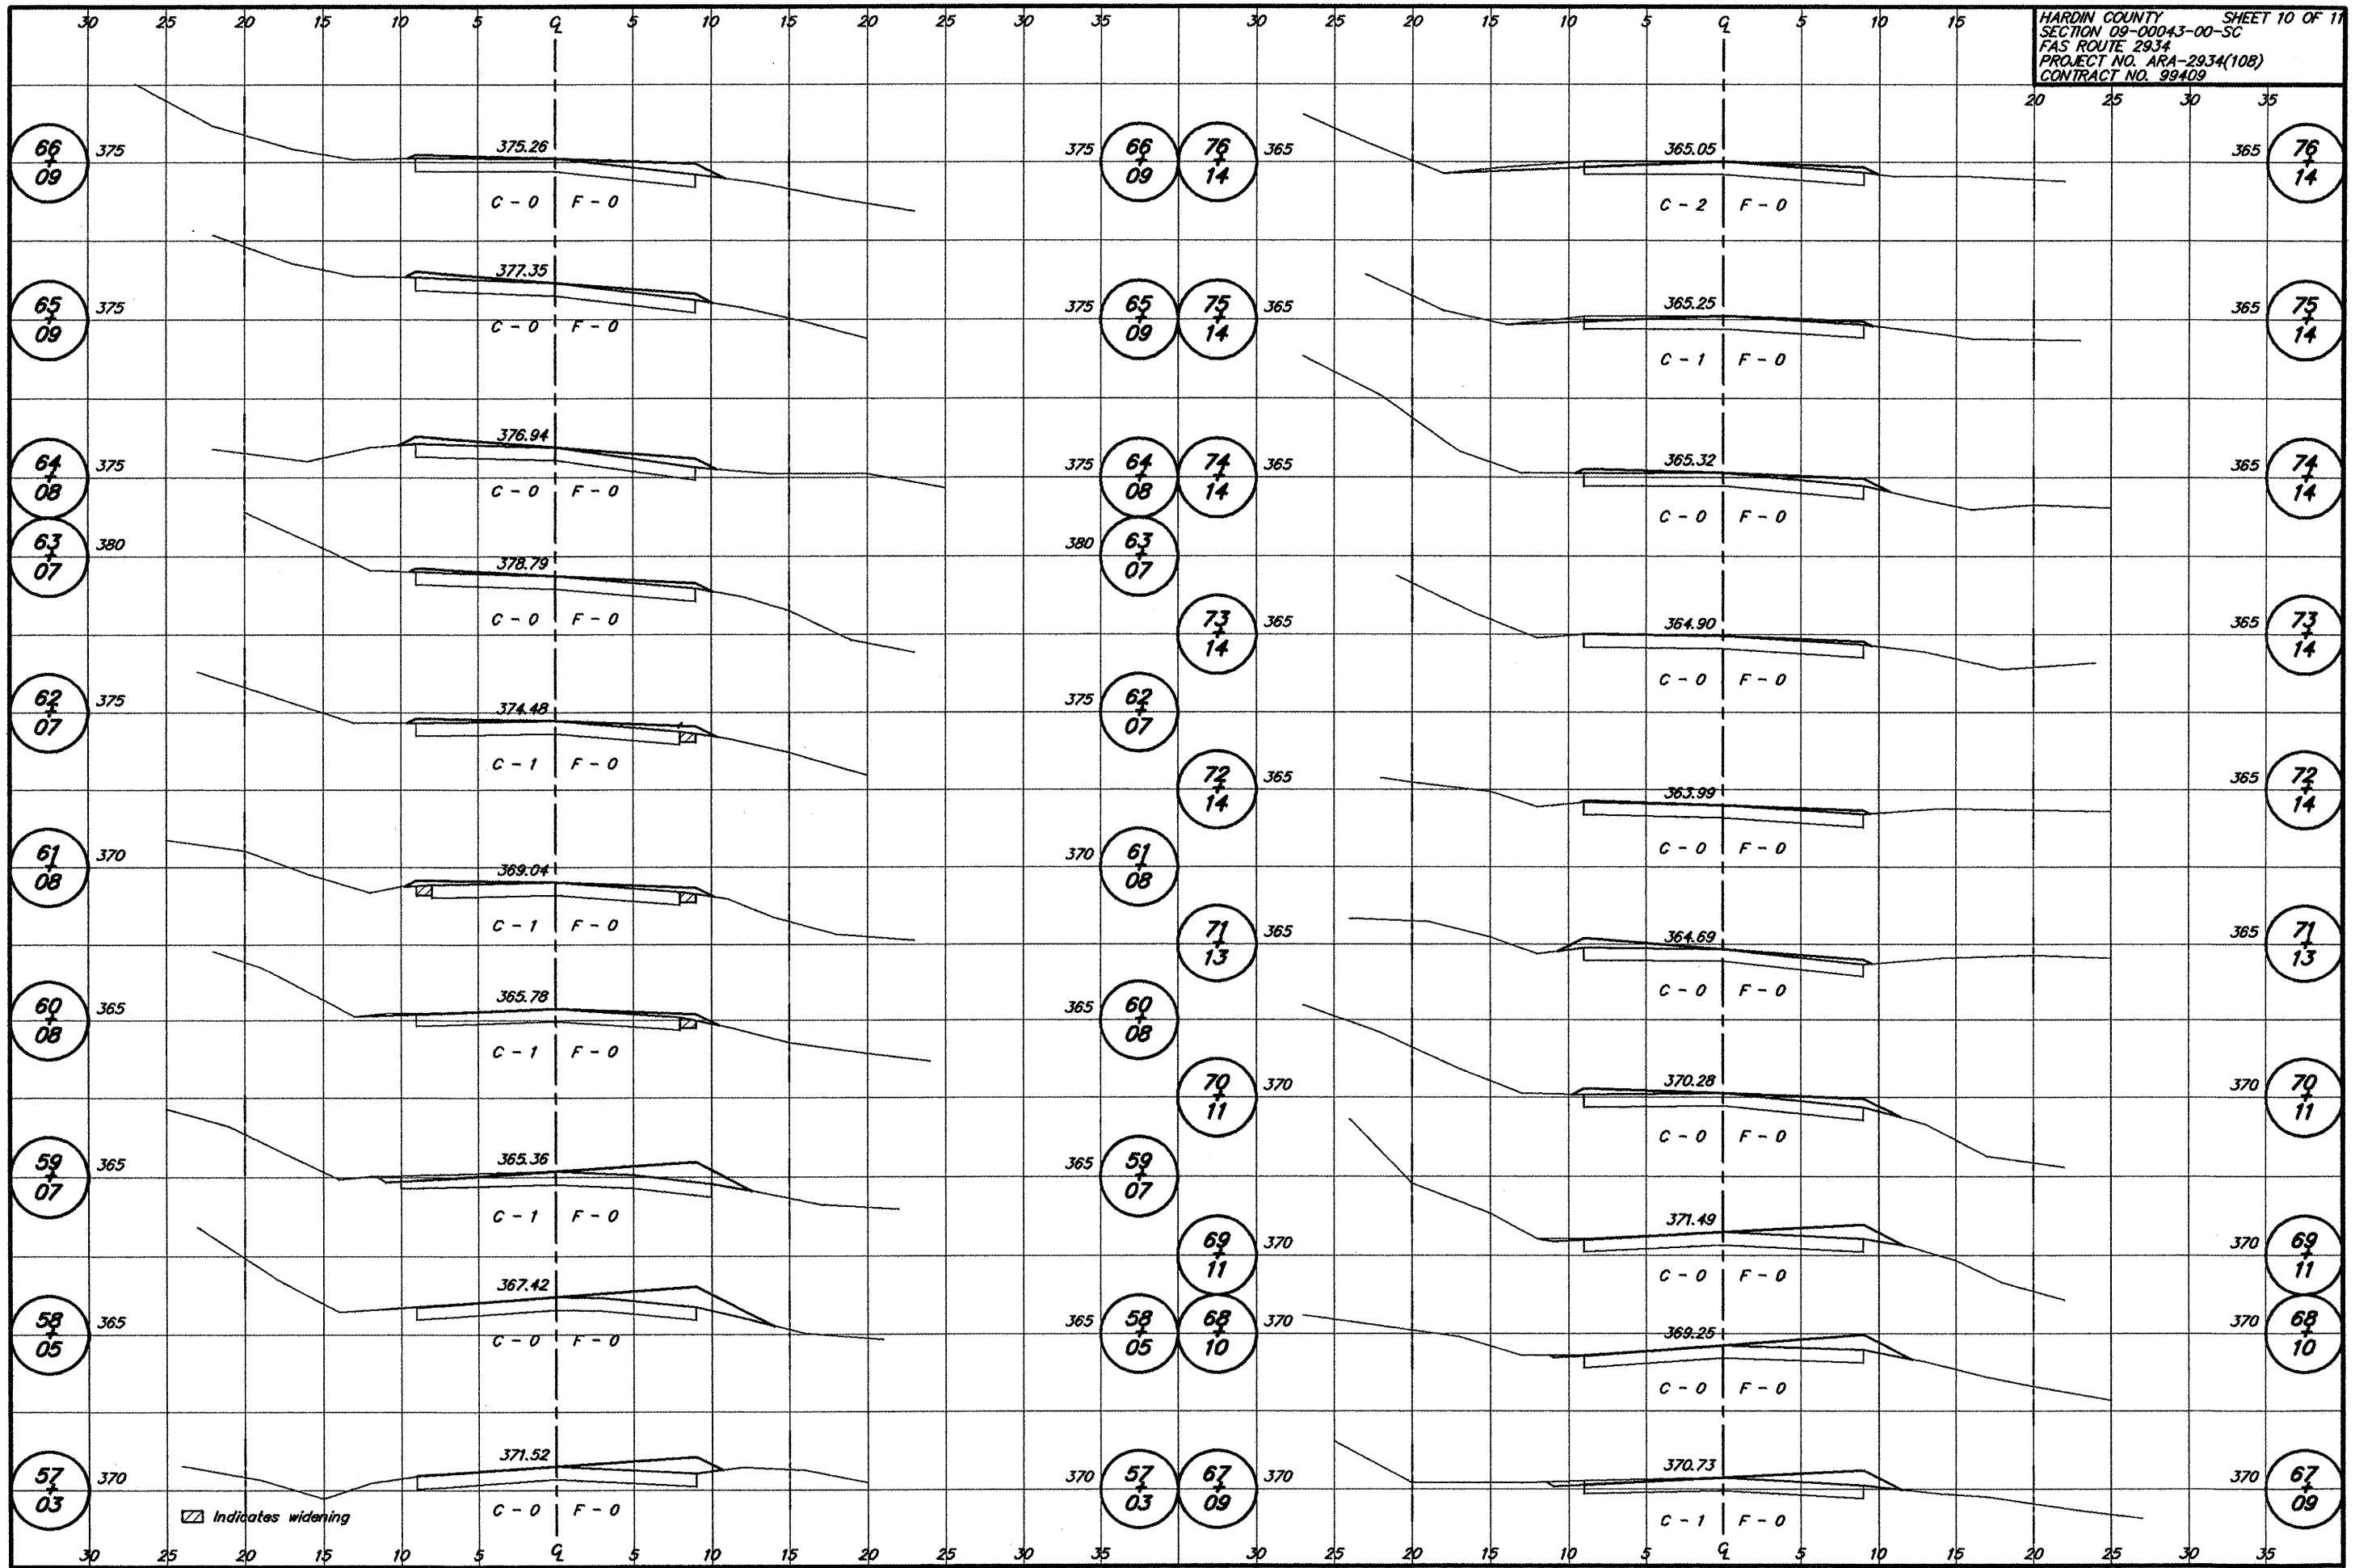 30 25 20 15 10 5 ℄ 5 10 15 20 25 30 35 30 25 20 15 10 5 ℄ 5 10 15
HARDIN COUNTY SHEET 10 OF 11
SECTION 09-00043-00-SC
FAS ROUTE 2934
PROJECT NO. ARA-2934(108)
CONTRACT NO. 99409
20 25 30 35
66+09 375 375.26 375 66+09
C - 0 F - 0
65+09 375 377.35 375 65+09
C - 0 F - 0
64+08 375 376.94 375 64+08
C - 0 F - 0
63+07 380 378.79 380 63+07
C - 0 F - 0
62+07 375 374.48 375 62+07
C - 1 F - 0
61+08 370 369.04 370 61+08
C - 1 F - 0
60+08 365 365.78 365 60+08
C - 1 F - 0
59+07 365 365.36 365 59+07
C - 1 F - 0
58+05 365 367.42 365 58+05
C - 0 F - 0
57+03 370 371.52 370 57+03
C - 0 F - 0
Indicates widening
76+14 365 365.05 365 76+14
C - 2 F - 0
75+14 365 365.25 365 75+14
C - 1 F - 0
74+14 365 365.32 365 74+14
C - 0 F - 0
73+14 365 364.90 365 73+14
C - 0 F - 0
72+14 365 363.99 365 72+14
C - 0 F - 0
71+13 365 364.69 365 71+13
C - 0 F - 0
70+11 370 370.28 370 70+11
C - 0 F - 0
69+11 370 371.49 370 69+11
C - 0 F - 0
68+10 370 369.25 370 68+10
C - 0 F - 0
67+09 370 370.73 370 67+09
C - 1 F - 0
30 25 20 15 10 5 ℄ 5 10 15 20 25 30 35 30 25 20 15 10 5 ℄ 5 10 15 20 25 30 35